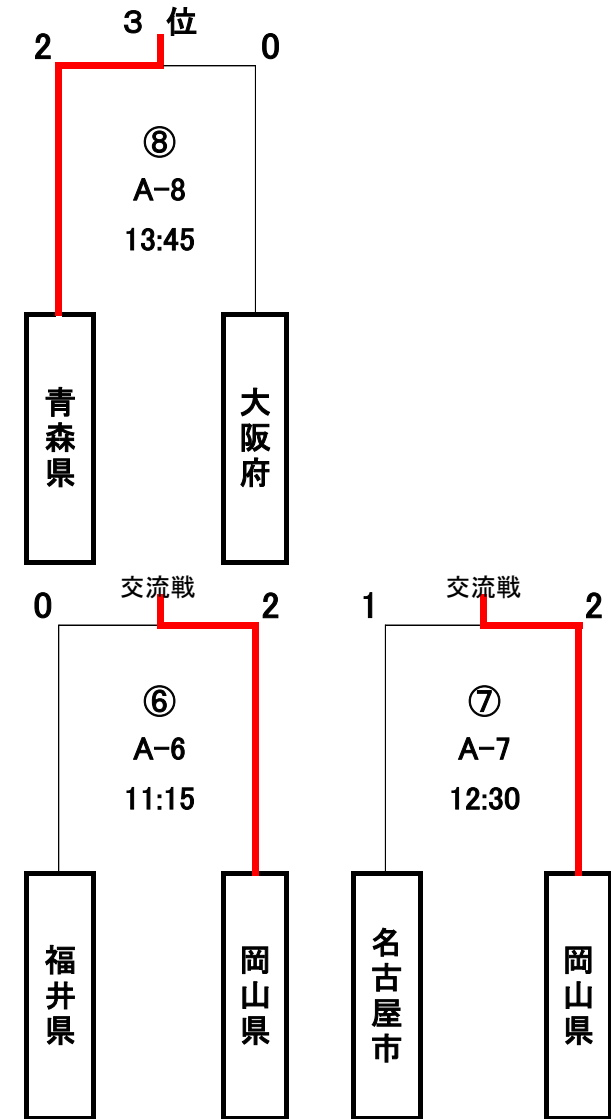 ３ 位
2 0
⑧
A-8
13:45
青森県 大阪府
交流戦 交流戦
0 2 1 2
⑥ ⑦
A-6 A-7
11:15 12:30
福井県 岡山県 名古屋市 岡山県